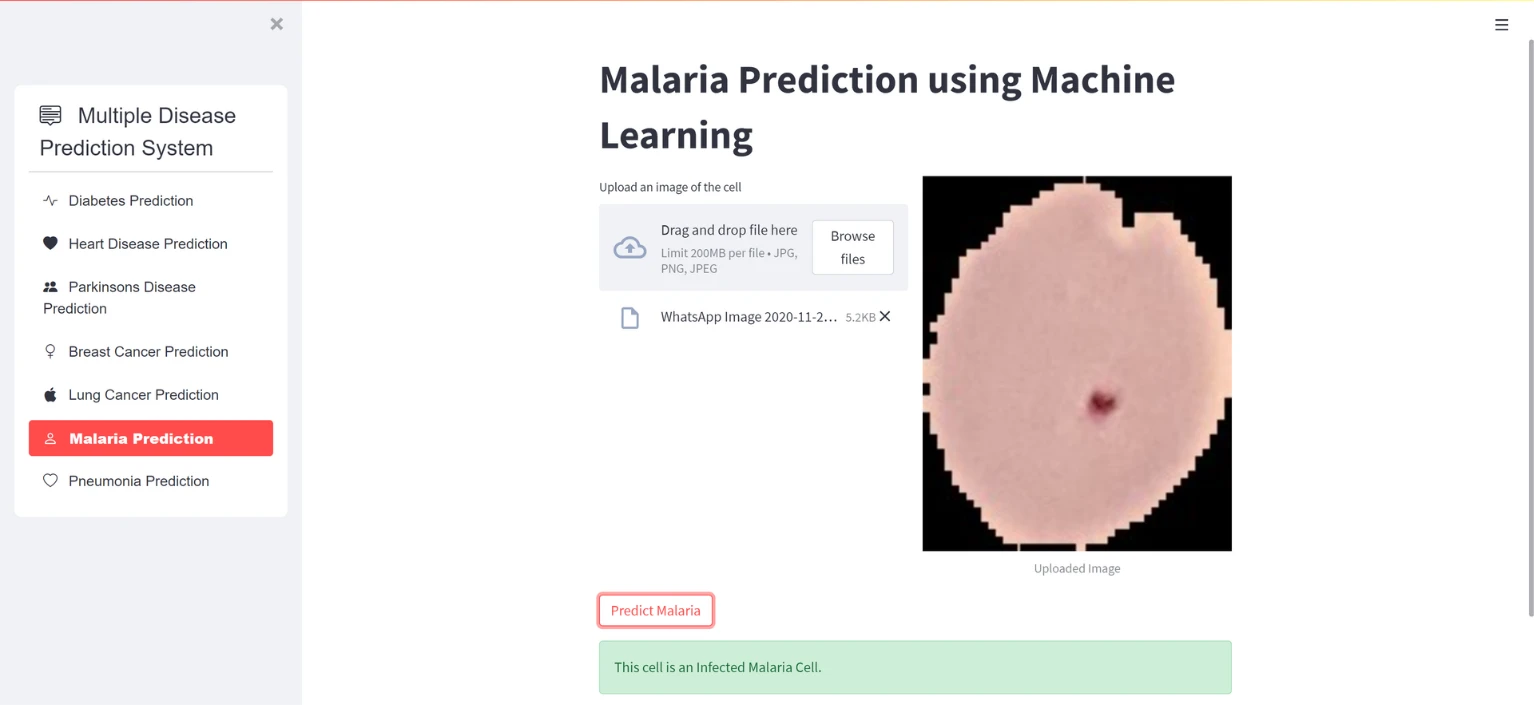 Multiple Disease
Prediction System
Diabetes Prediction
Heart Disease Prediction
Parkinsons Disease
Prediction
Breast Cancer Prediction
Lung Cancer Prediction
Malaria Prediction
Pneumonia Prediction
Malaria Prediction using Machine
Learning
Upload an image of the cell
Drag and drop file here
Limit 200MB per file • JPG,
PNG, JPEG
Browse
files
WhatsApp Image 2020-11-2... 5.2KB
Uploaded Image
Predict Malaria
This cell is an Infected Malaria Cell.